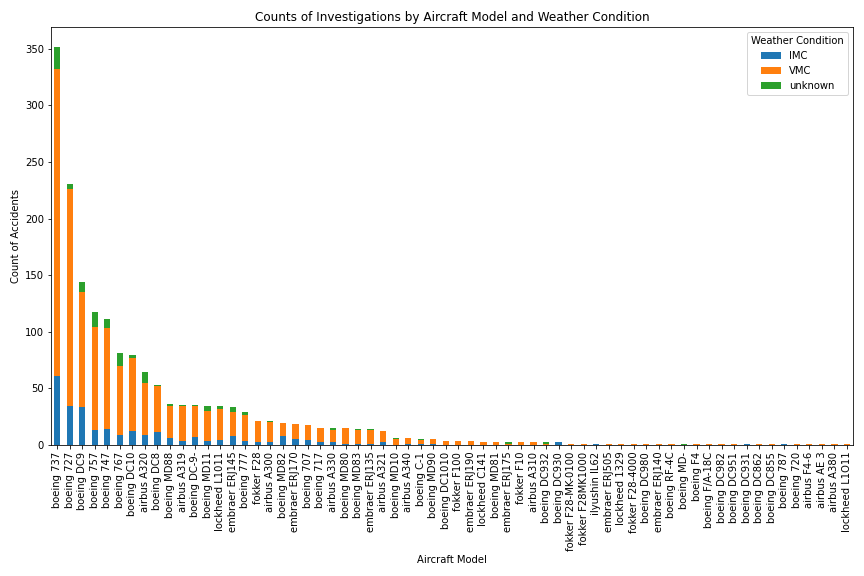 Counts of Investigations by Aircraft Model and Weather Condition
Weather Condition
IMC
VMC
unknown
Count of Accidents
350
300
250
200
150
100
50
0
boeing 737
boeing 727
boeing DC9
boeing 757
boeing 747
boeing 767
boeing DC10
airbus A320
boeing DC8
boeing MD88
airbus A319
boeing DC-9-
boeing MD11
lockheed L1011
embraer ERJ145
boeing 777
fokker F28
airbus A300
boeing MD82
embraer ERJ170
boeing 707
boeing 717
airbus A330
boeing MD80
boeing MD83
embraer ERJ135
airbus A321
boeing MD10
airbus A340
boeing C-1
boeing MD90
boeing DC1010
fokker F100
embraer ERJ190
lockheed C141
boeing MD81
embraer ERJ175
fokker F10
airbus A310
boeing DC932
boeing DC930
fokker F28-MK-0100
fokker F28MK1000
ilyushin IL62
embraer ERJ505
lockheed 1329
fokker F28-4000
boeing DC980
embraer ERJ140
boeing RF-4C
boeing MD-
boeing F4
boeing F/A-18C
boeing DC982
boeing DC951
boeing DC931
boeing DC862
boeing DC855
boeing 787
boeing 720
airbus F4-6
airbus AE 3
airbus A380
lockheed L1O11
Aircraft Model